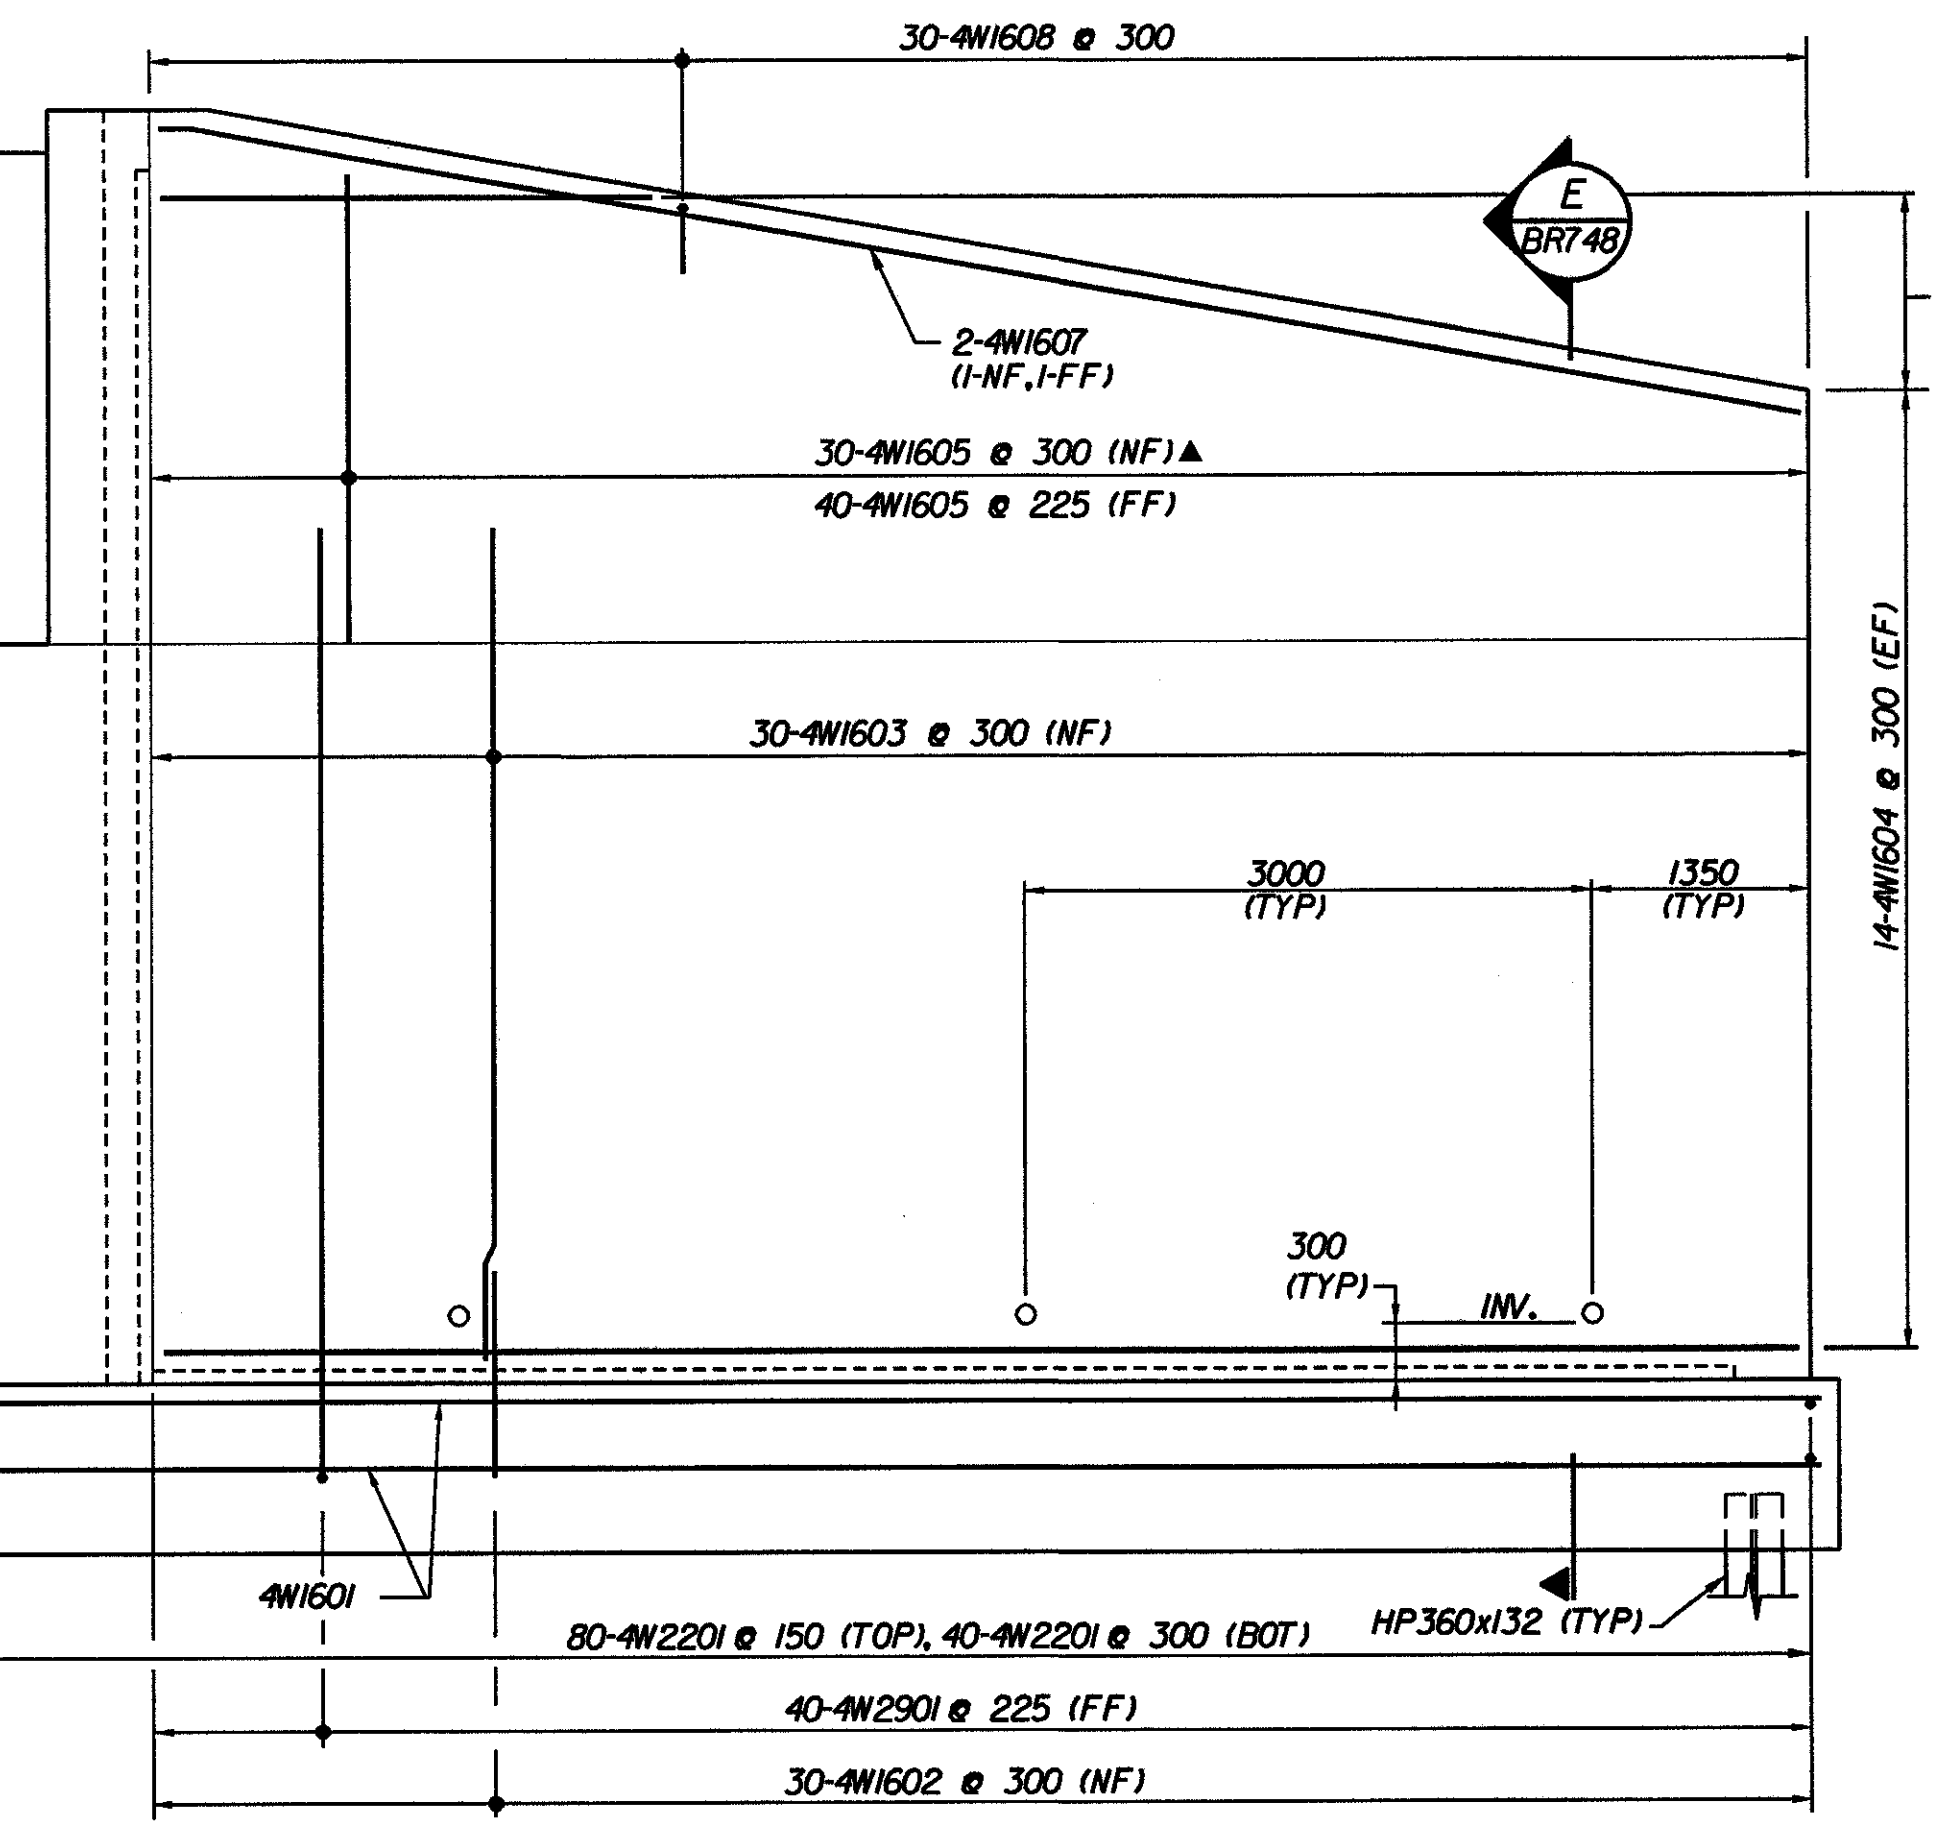 30-4W1608 @ 300
E
BR748
2-4W1607
(1-NF,1-FF)
30-4W1605 @ 300 (NF)▲
40-4W1605 @ 225 (FF)
14-4W1604 @ 300 (EF)
30-4W1603 @ 300 (NF)
3000
(TYP)
1350
(TYP)
300
(TYP)
INV.
4W1601
HP360x132 (TYP)
80-4W2201 @ 150 (TOP), 40-4W2201 @ 300 (BOT)
40-4W2901 @ 225 (FF)
30-4W1602 @ 300 (NF)